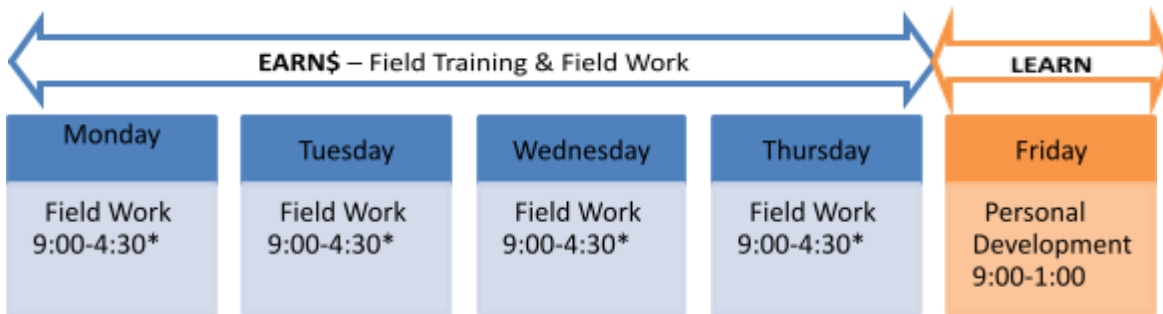 EARN$ – Field Training & Field Work
LEARN
Monday
Field Work
9:00-4:30*
Tuesday
Field Work
9:00-4:30*
Wednesday
Field Work
9:00-4:30*
Thursday
Field Work
9:00-4:30*
Friday
Personal
Development
9:00-1:00